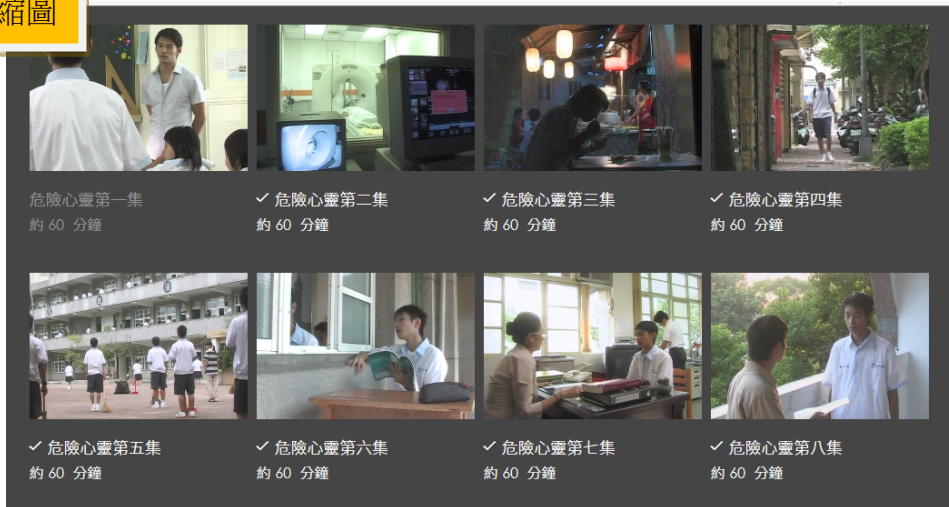 縮圖
危險心靈第一集
約 60 分鐘
✓ 危險心靈第二集
約 60 分鐘
✓ 危險心靈第三集
約 60 分鐘
✓ 危險心靈第四集
約 60 分鐘
✓ 危險心靈第五集
約 60 分鐘
✓ 危險心靈第六集
約 60 分鐘
✓ 危險心靈第七集
約 60 分鐘
✓ 危險心靈第八集
約 60 分鐘